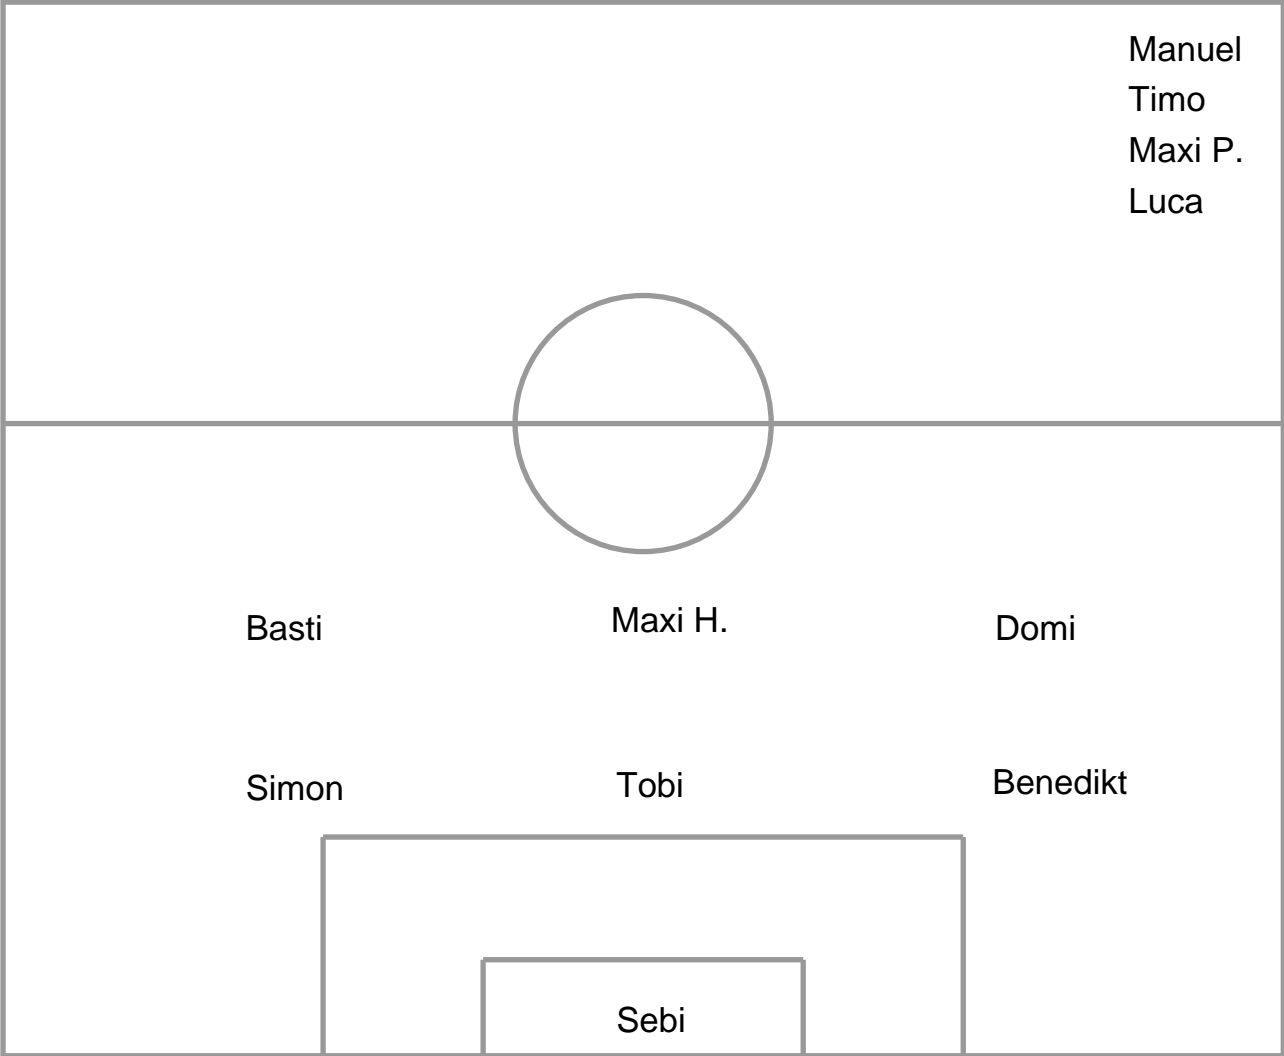 Manuel
Timo
Maxi P.
Luca
Basti Maxi H. Domi
Simon Tobi Benedikt
Sebi